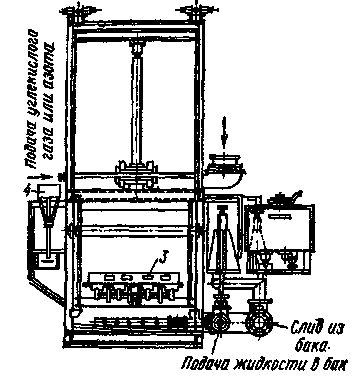 Подача углекислого
газа или азота
4
3
Слив из
бака.
Подача жидкости в бак